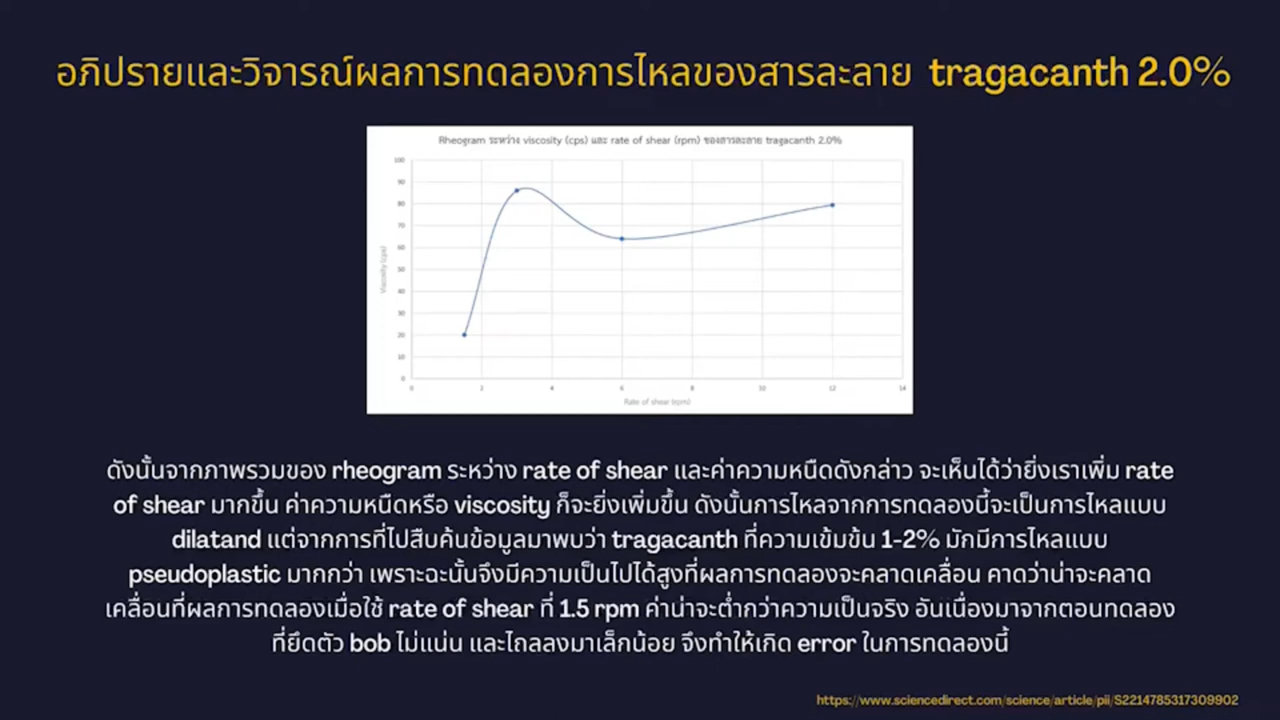 อภิปรายและวิจารณ์ผลการทดลองการไหลของสารละลาย tragacanth 2.0%
Rheogram ระหว่าง viscosity (cps) และ rate of shear (rpm) ของสารละลาย tragacanth 2.0%
100
90
80
70
60
50
40
30
20
10
0
Viscosity (cps)
0 2 4 6 8 10 12 14
Rate of shear (rpm)
ดังนั้นจากภาพรวมของ rheogram ระหว่าง rate of shear และค่าความหนืดดังกล่าว จะเห็นได้ว่ายิ่งเราเพิ่ม rate
of shear มากขึ้น ค่าความหนืดหรือ viscosity ก็จะยิ่งเพิ่มขึ้น ดังนั้นการไหลจากการทดลองนี้จะเป็นการไหลแบบ
dilatand แต่จากการที่ไปสืบค้นข้อมูลมาพบว่า tragacanth ที่ความเข้มข้น 1-2% มักมีการไหลแบบ
pseudoplastic มากกว่า เพราะฉะนั้นจึงมีความเป็นไปได้สูงที่ผลการทดลองจะคลาดเคลื่อน คาดว่าน่าจะคลาด
เคลื่อนที่ผลการทดลองเมื่อใช้ rate of shear ที่ 1.5 rpm ค่าน่าจะต่ำกว่าความเป็นจริง อันเนื่องมาจากตอนทดลอง
ที่ยึดตัว bob ไม่แน่น และไถลลงมาเล็กน้อย จึงทำให้เกิด error ในการทดลองนี้
https://www.sciencedirect.com/science/article/pii/S2214785317309902